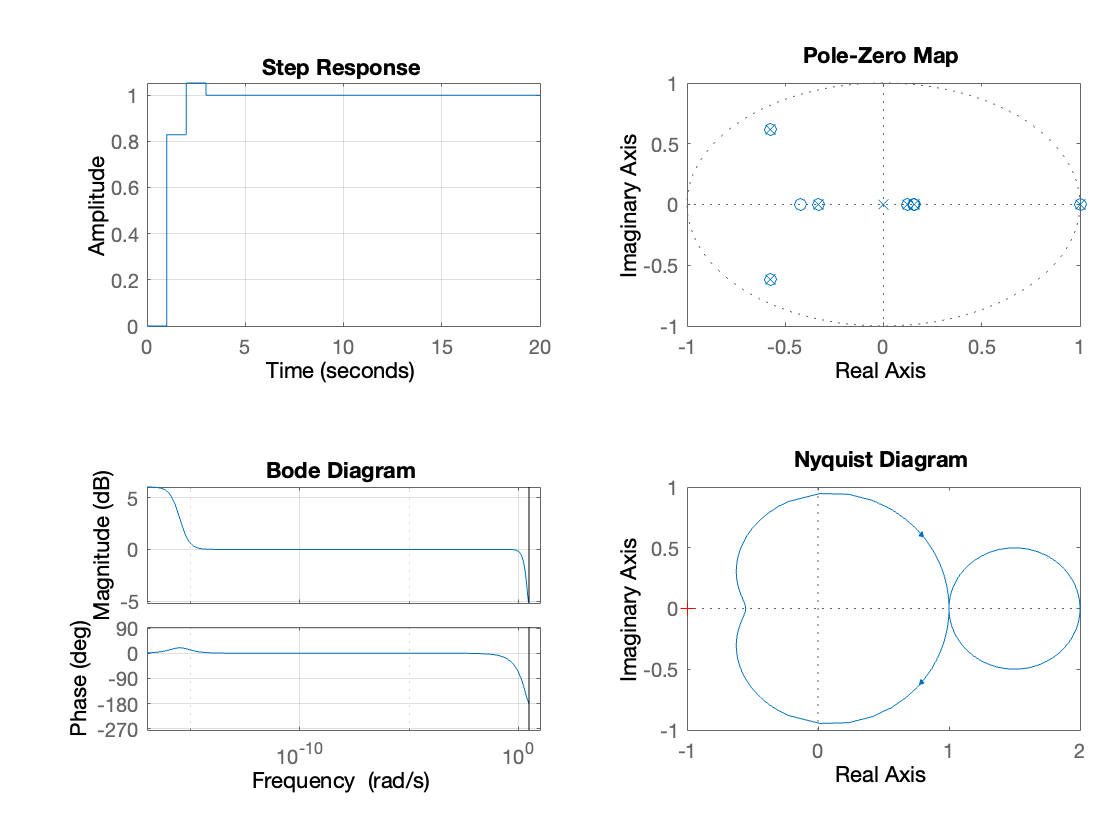 Step Response
Amplitude
1
0.8
0.6
0.4
0.2
0
0 5 10 15 20
Time (seconds)
Pole-Zero Map
Imaginary Axis
1
0.5
0
-0.5
-1
-1 -0.5 0 0.5 1
Real Axis
Bode Diagram
Magnitude (dB)
5
0
-5
Phase (deg)
90
0
-90
-180
-270
10^-10 10^0
Frequency (rad/s)
Nyquist Diagram
Imaginary Axis
1
0.5
0
-0.5
-1
-1 0 1 2
Real Axis